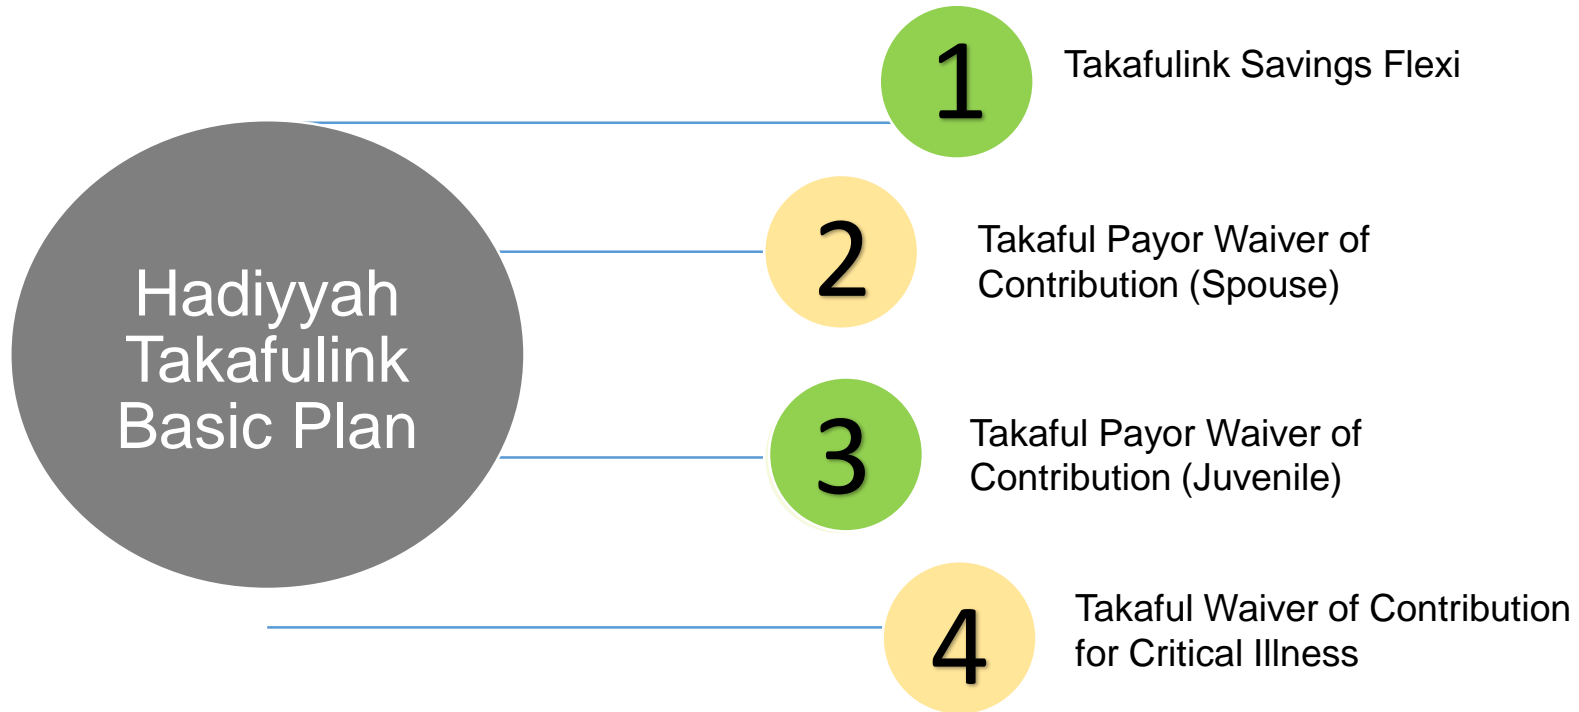 Hadiyyah
Takafulink
Basic Plan
1
Takafulink Savings Flexi
2
Takaful Payor Waiver of
Contribution (Spouse)
3
Takaful Payor Waiver of
Contribution (Juvenile)
4
Takaful Waiver of Contribution
for Critical Illness